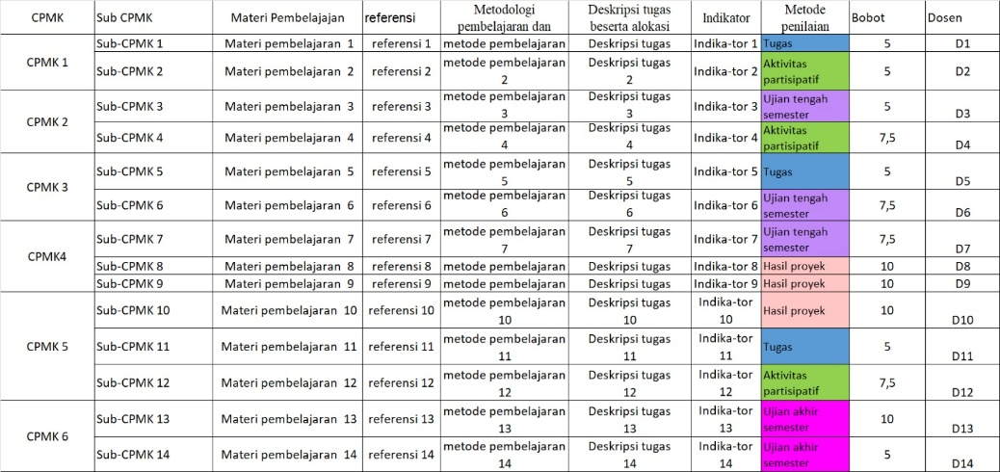 CPMK Sub CPMK Materi Pembelajajan referensi Metodologi pembelajaran dan Deskripsi tugas beserta alokasi Indikator Metode penilaian Bobot Dosen
CPMK 1 Sub-CPMK 1 Materi pembelajaran 1 referensi 1 metode pembelajaran Deskripsi tugas Indika-tor 1 Tugas 5 D1
Sub-CPMK 2 Materi pembelajaran 2 referensi 2 metode pembelajaran 2 Deskripsi tugas 2 Indika-tor 2 Aktivitas partisipatif 5 D2
CPMK 2 Sub-CPMK 3 Materi pembelajaran 3 referensi 3 metode pembelajaran 3 Deskripsi tugas 3 Indika-tor 3 Ujian tengah semester 5 D3
Sub-CPMK 4 Materi pembelajaran 4 referensi 4 metode pembelajaran 4 Deskripsi tugas 4 Indika-tor 4 Aktivitas partisipatif 7,5 D4
CPMK 3 Sub-CPMK 5 Materi pembelajaran 5 referensi 5 metode pembelajaran 5 Deskripsi tugas 5 Indika-tor 5 Tugas 5 D5
Sub-CPMK 6 Materi pembelajaran 6 referensi 6 metode pembelajaran 6 Deskripsi tugas 6 Indika-tor 6 Ujian tengah semester 7,5 D6
CPMK4 Sub-CPMK 7 Materi pembelajaran 7 referensi 7 metode pembelajaran 7 Deskripsi tugas 7 Indika-tor 7 Ujian tengah semester 7,5 D7
Sub-CPMK 8 Materi pembelajaran 8 referensi 8 metode pembelajaran Deskripsi tugas Indika-tor 8 Hasil proyek 10 D8
Sub-CPMK 9 Materi pembelajaran 9 referensi 9 metode pembelajaran Deskripsi tugas Indika-tor 9 Hasil proyek 10 D9
CPMK 5 Sub-CPMK 10 Materi pembelajaran 10 referensi 10 metode pembelajaran 10 Deskripsi tugas 10 Indika-tor 10 Hasil proyek 10 D10
Sub-CPMK 11 Materi pembelajaran 11 referensi 11 metode pembelajaran 11 Deskripsi tugas 11 Indika-tor 11 Tugas 5 D11
Sub-CPMK 12 Materi pembelajaran 12 referensi 12 metode pembelajaran 12 Deskripsi tugas 12 Indika-tor 12 Aktivitas partisipatif 7,5 D12
CPMK 6 Sub-CPMK 13 Materi pembelajaran 13 referensi 13 metode pembelajaran 13 Deskripsi tugas 13 Indika-tor 13 Ujian akhir semester 10 D13
Sub-CPMK 14 Materi pembelajaran 14 referensi 14 metode pembelajaran 14 Deskripsi tugas 14 Indika-tor 14 Ujian akhir semester 5 D14